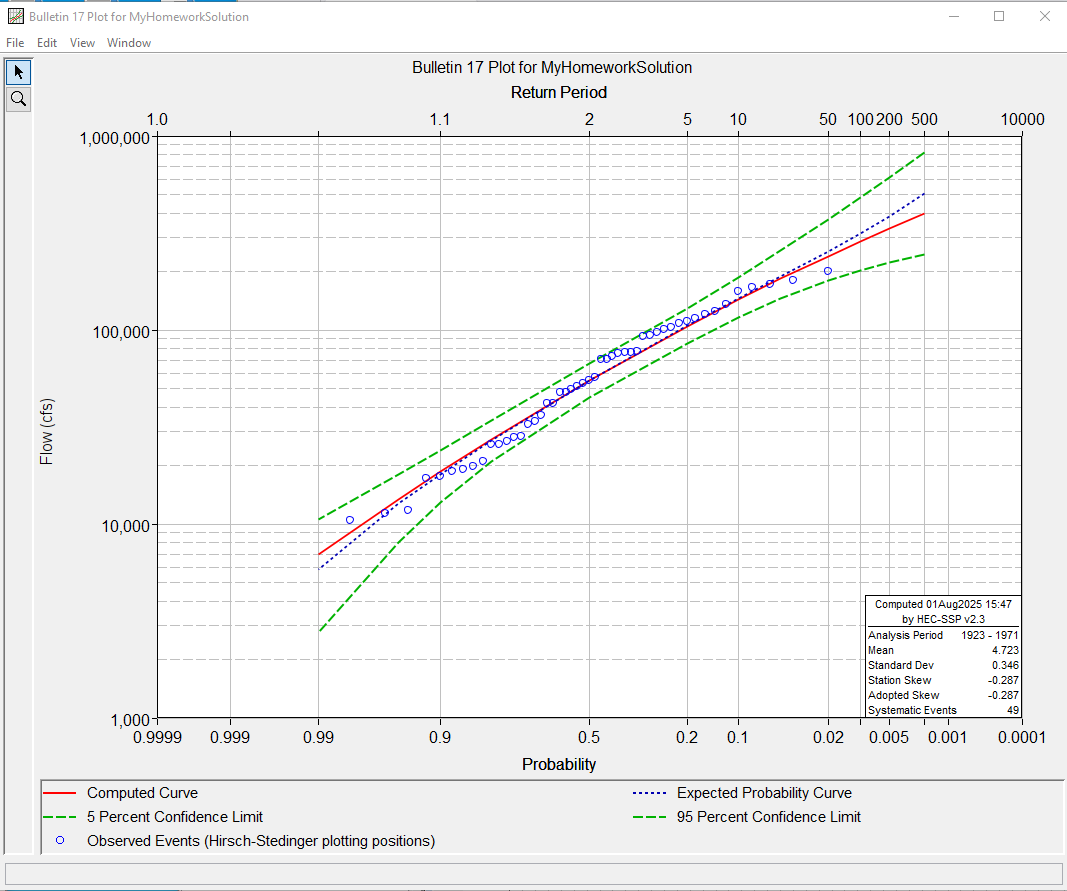 Bulletin 17 Plot for MyHomeworkSolution
File Edit View Window
Bulletin 17 Plot for MyHomeworkSolution
Return Period
1.0 1.1 2 5 10 50 100 200 500 10000
1,000,000
100,000
Flow (cfs)
10,000
1,000
Computed 01Aug2025 15:47
by HEC-SSP v2.3
Analysis Period 1923 - 1971
Mean 4.723
Standard Dev 0.346
Station Skew -0.287
Adopted Skew -0.287
Systematic Events 49
0.9999 0.999 0.99 0.9 0.5 0.2 0.1 0.02 0.005 0.001 0.0001
Probability
Computed Curve Expected Probability Curve
5 Percent Confidence Limit 95 Percent Confidence Limit
Observed Events (Hirsch-Stedinger plotting positions)